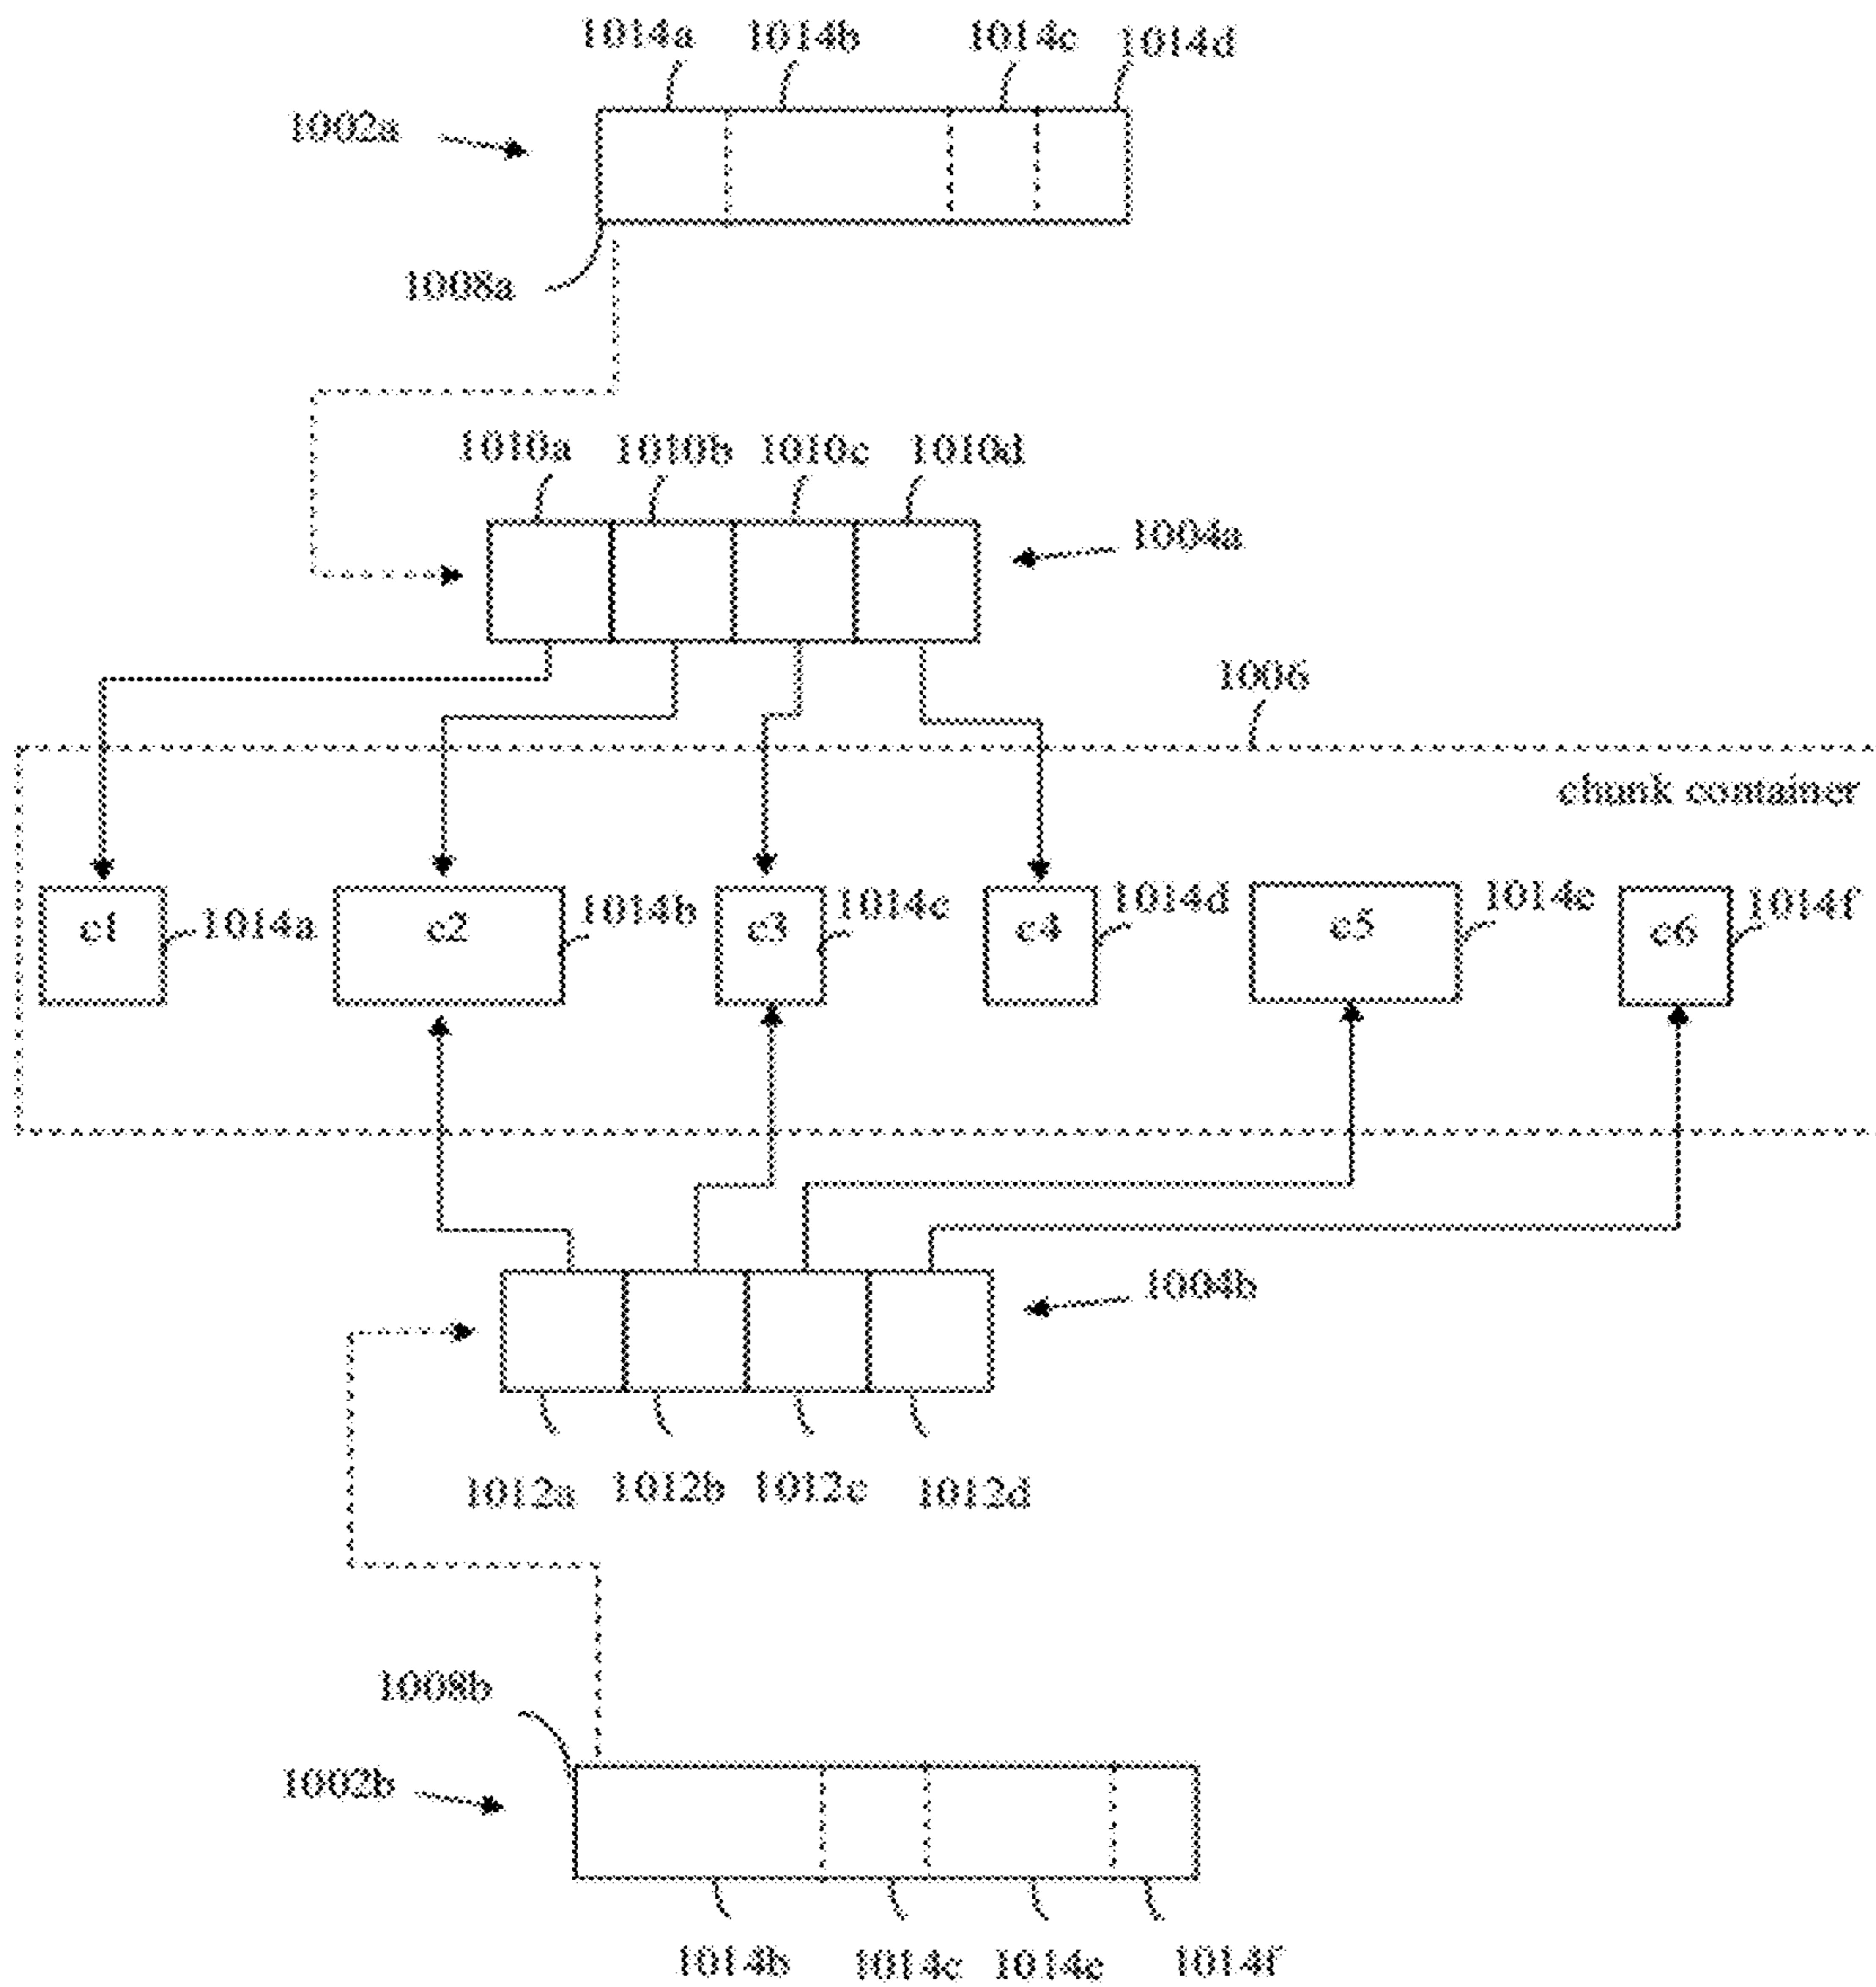 1014a 1014b 1014c 1014d
1002a
1008a
1010a 1010b 1010c 1010d
1004a
1006
chunk container
c1 1014a c2 1014b c3 1014c c4 1014d c5 1014e c6 1014f
1004b
1012a 1012b 1012c 1012d
1008b
1002b
1014b 1014c 1014e 1014f